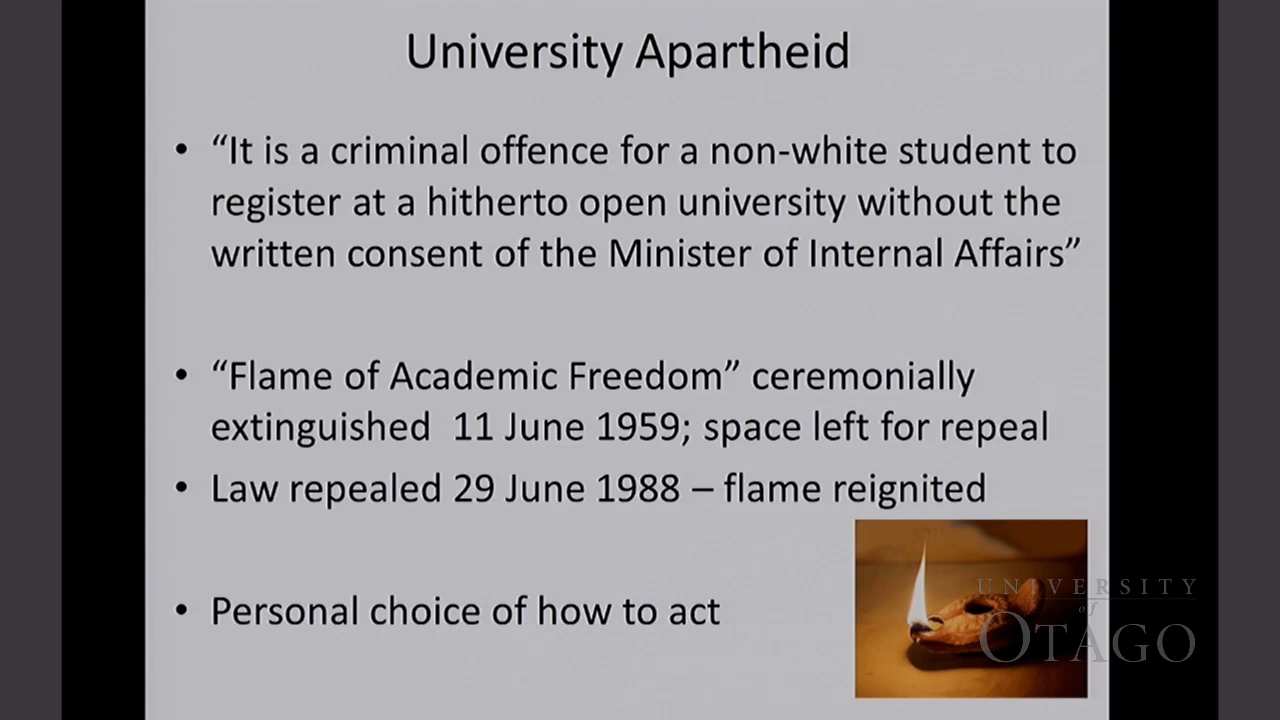 University Apartheid
• “It is a criminal offence for a non-white student to
register at a hitherto open university without the
written consent of the Minister of Internal Affairs”
• “Flame of Academic Freedom” ceremonially
extinguished  11 June 1959; space left for repeal
• Law repealed 29 June 1988 – flame reignited
• Personal choice of how to act
UNIVERSITY
of
OTAGO